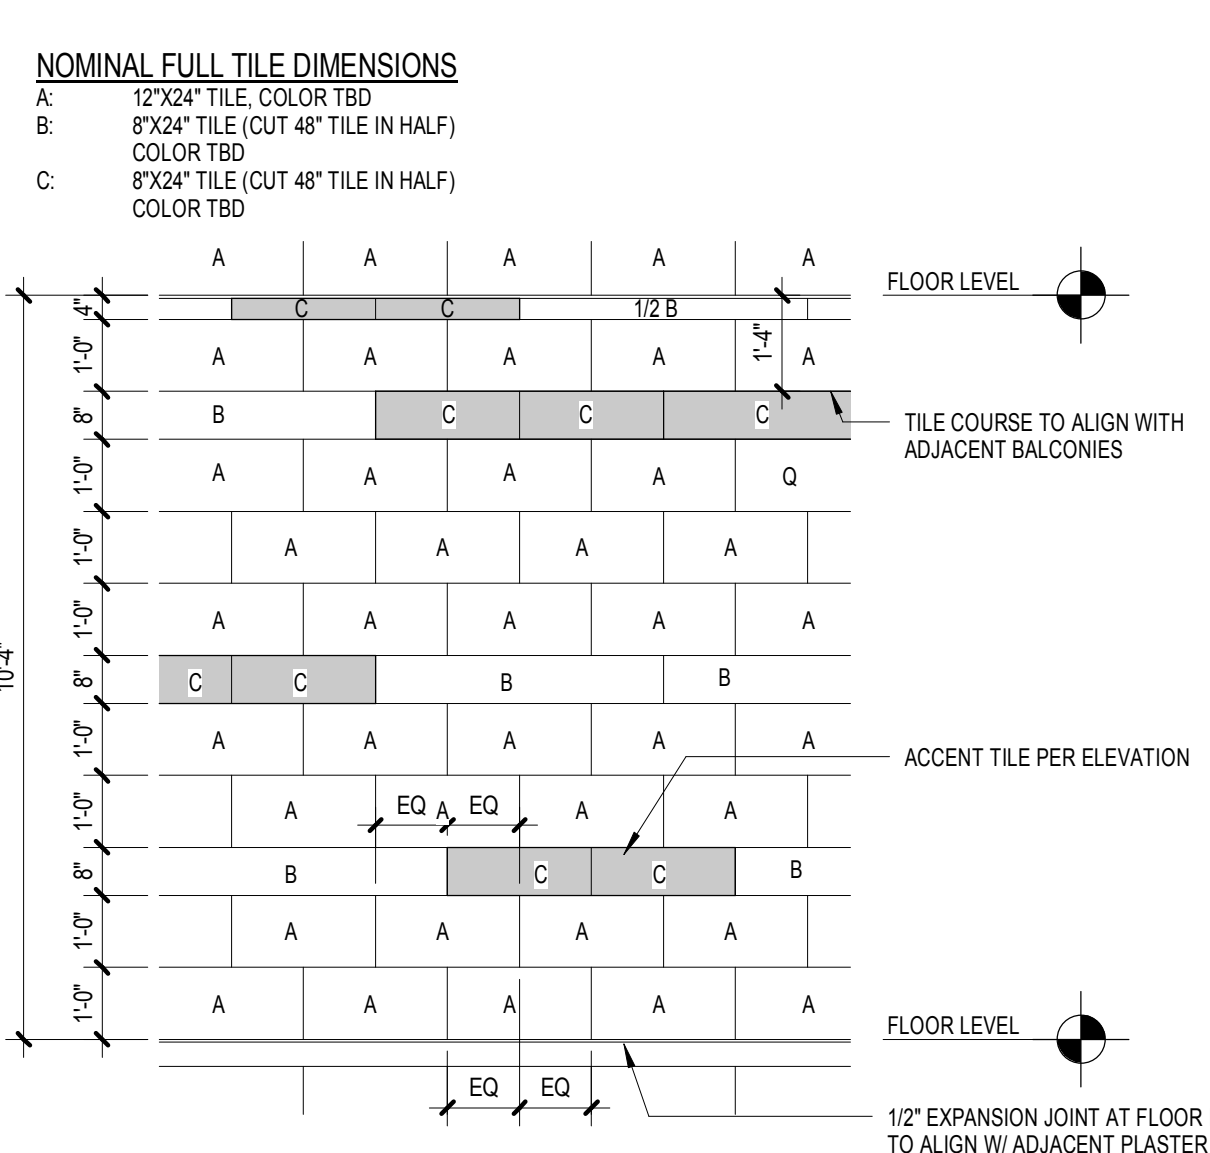 NOMINAL FULL TILE DIMENSIONS
A: 12"X24" TILE, COLOR TBD
B: 8"X24" TILE (CUT 48" TILE IN HALF)
COLOR TBD
C: 8"X24" TILE (CUT 48" TILE IN HALF)
COLOR TBD
A A A A A
FLOOR LEVEL
4" C C 1/2 B
1'-0" A A A A 1'-4" A
8" B C C C
TILE COURSE TO ALIGN WITH
ADJACENT BALCONIES
1'-0" A A A A Q
1'-0" A A A A
1'-0" A A A A A
10'-4"
8" C C B B
1'-0" A A A A A
ACCENT TILE PER ELEVATION
1'-0" A EQ A EQ A A
8" B C C B
1'-0" A A A A
1'-0" A A A A A
FLOOR LEVEL
EQ EQ
1/2" EXPANSION JOINT AT FLOOR
TO ALIGN W/ ADJACENT PLASTER